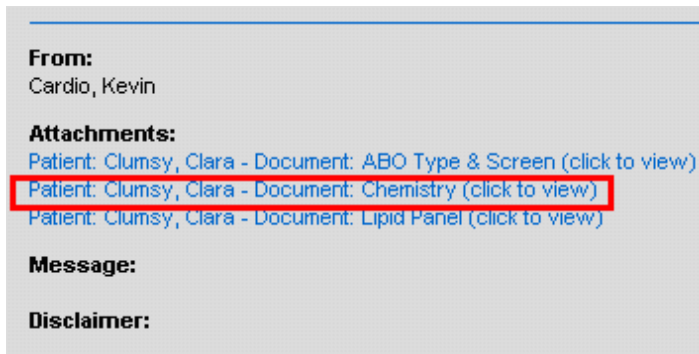 From:
Cardio, Kevin
Attachments:
Patient: Clumsy, Clara - Document: ABO Type & Screen (click to view)
Patient: Clumsy, Clara - Document: Chemistry (click to view)
Patient: Clumsy, Clara - Document: Lipid Panel (click to view)
Message:
Disclaimer: